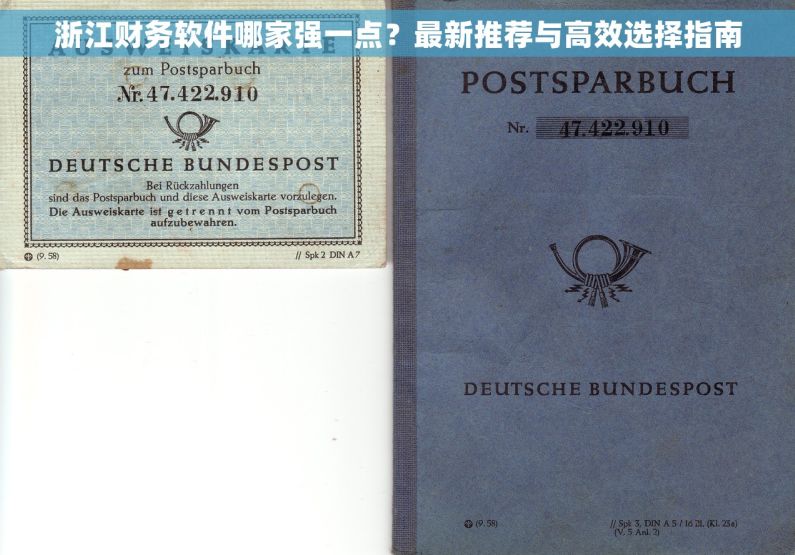 浙江财务软件哪家强一点？最新推荐与高效选择指南
AUSWEISKARTE
zum Postsparbuch
Nr. 47.422.910
DEUTSCHE BUNDESPOST
Bei Rückzahlungen
sind das Postsparbuch und diese Ausweiskarte vorzulegen.
Die Ausweiskarte ist getrennt vom Postsparbuch
aufzubewahren.
(9. 58)
// Spk 2 DIN A 7
POSTSPARBUCH
Nr. 47.422.910
DEUTSCHE BUNDESPOST
(9. 58)
// Spk 3, DIN A 5 / 16 Bl. (Kl. 25a)
(V. 5 Anl. 2)